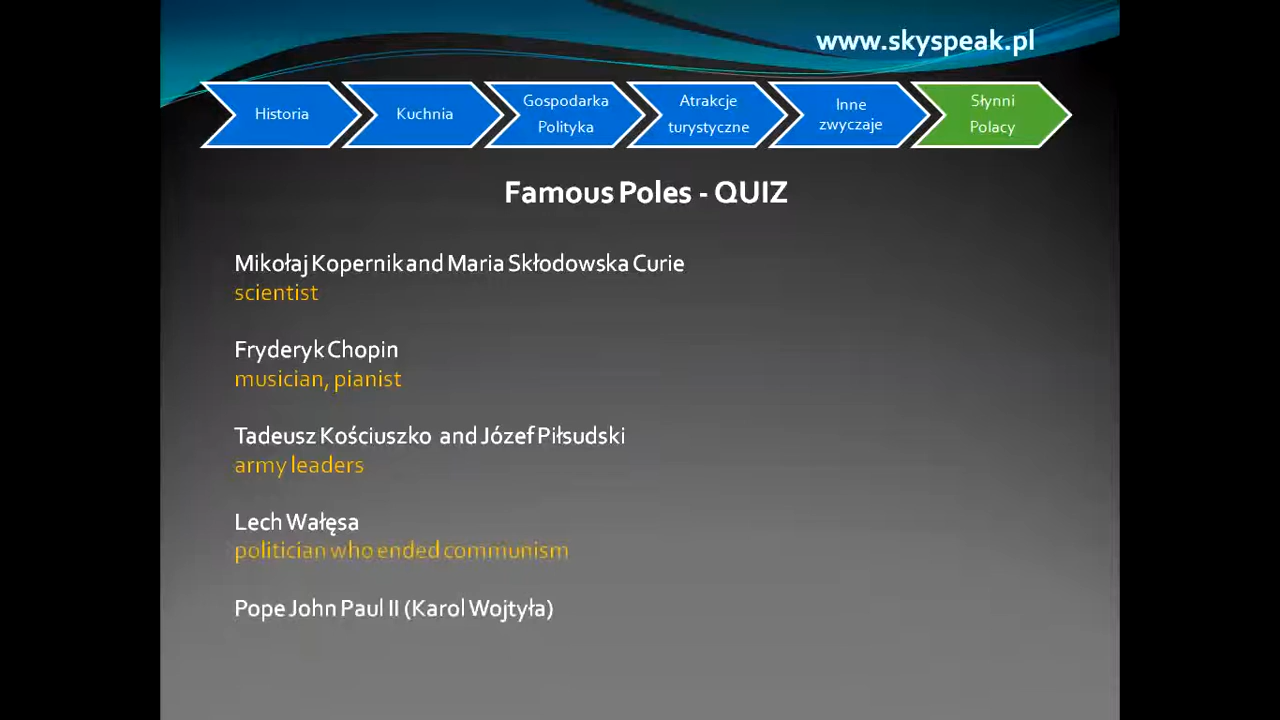 www.skyspeak.pl
Historia
Kuchnia
Gospodarka
Polityka
Atrakcje
turystyczne
Inne
zwyczaje
Słynni
Polacy
Famous Poles - QUIZ
Mikołaj Kopernik and Maria Skłodowska Curie
scientist
Fryderyk Chopin
musician, pianist
Tadeusz Kościuszko and Józef Piłsudski
army leaders
Lech Wałęsa
politician who ended communism
Pope John Paul II (Karol Wojtyła)